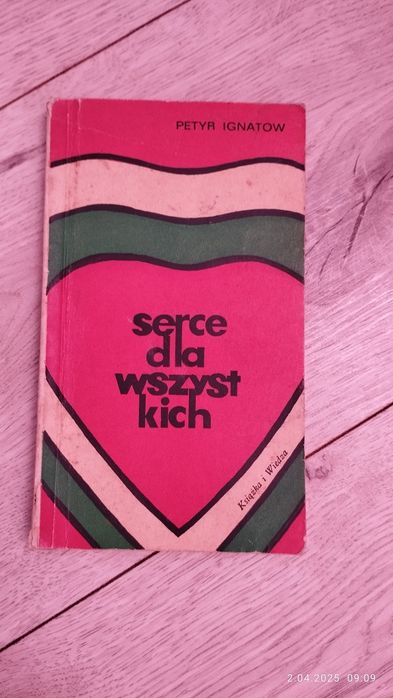 PETYR IGNATOW
serce
dla
wszyst
kich
Książka i Wiedza
2.04.2025 09:09